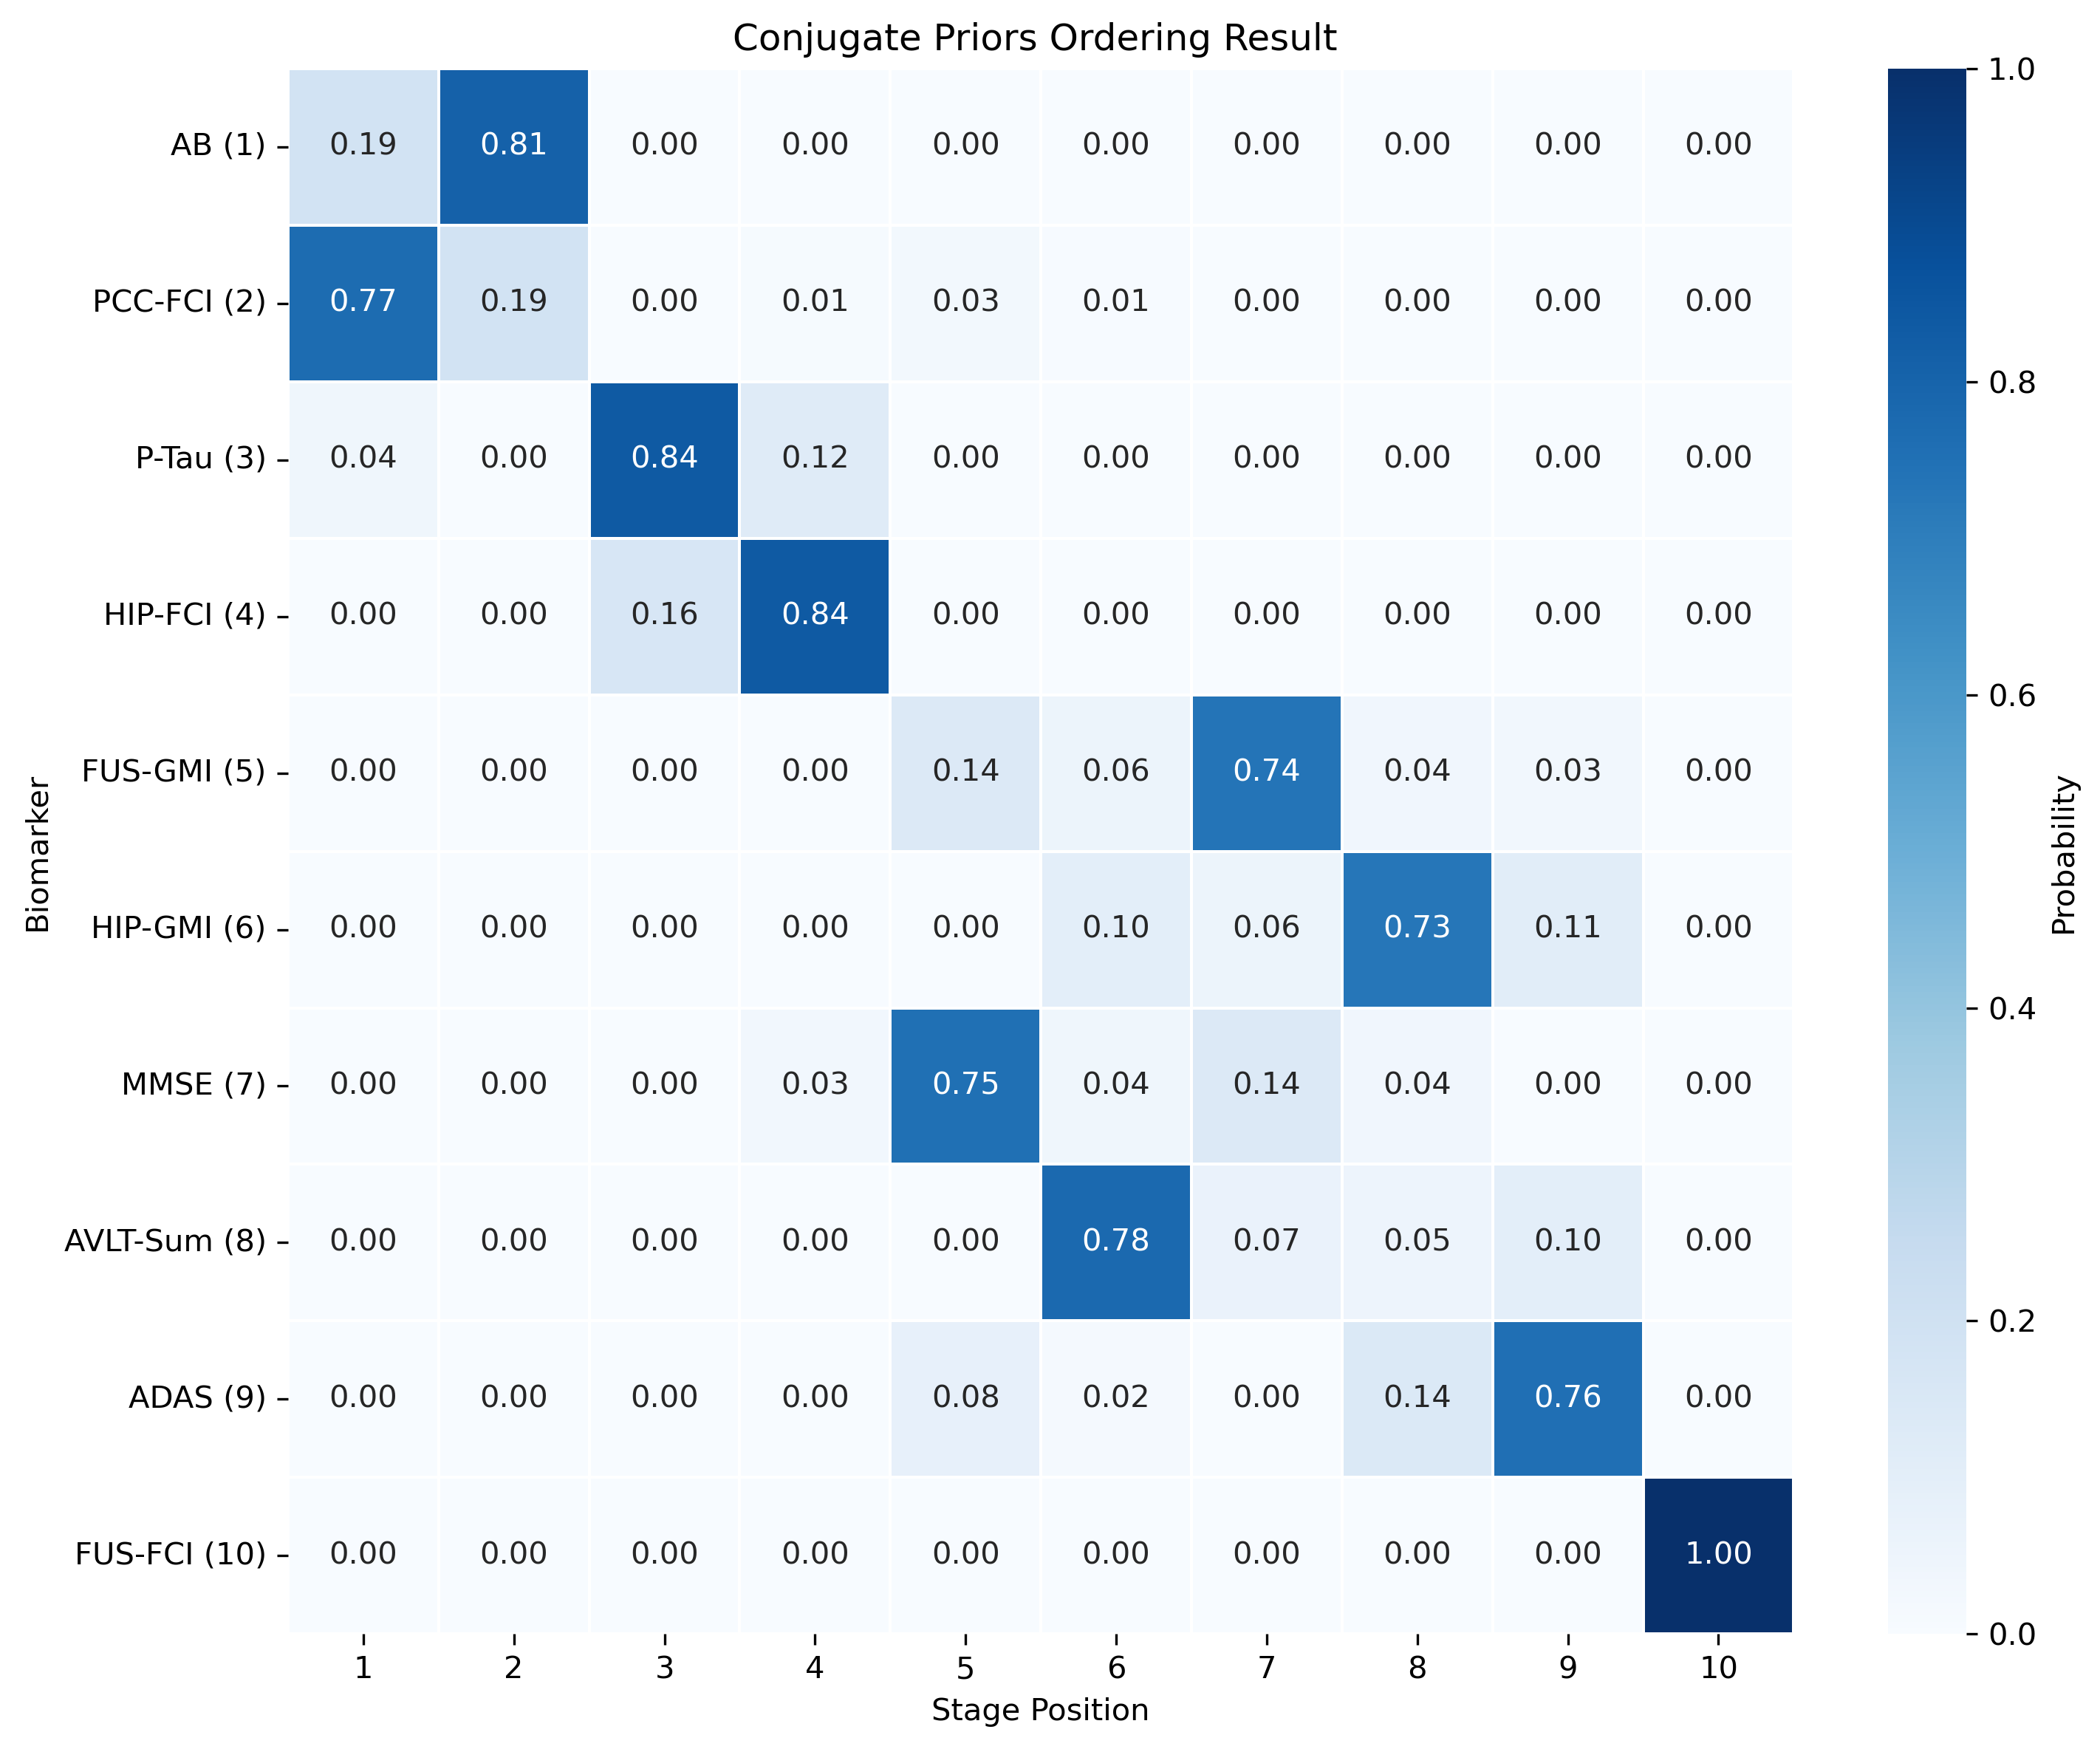 Conjugate Priors Ordering Result
AB (1) 0.19 0.81 0.00 0.00 0.00 0.00 0.00 0.00 0.00 0.00
PCC-FCI (2) 0.77 0.19 0.00 0.01 0.03 0.01 0.00 0.00 0.00 0.00
P-Tau (3) 0.04 0.00 0.84 0.12 0.00 0.00 0.00 0.00 0.00 0.00
HIP-FCI (4) 0.00 0.00 0.16 0.84 0.00 0.00 0.00 0.00 0.00 0.00
FUS-GMI (5) 0.00 0.00 0.00 0.00 0.14 0.06 0.74 0.04 0.03 0.00
HIP-GMI (6) 0.00 0.00 0.00 0.00 0.00 0.10 0.06 0.73 0.11 0.00
MMSE (7) 0.00 0.00 0.00 0.03 0.75 0.04 0.14 0.04 0.00 0.00
AVLT-Sum (8) 0.00 0.00 0.00 0.00 0.00 0.78 0.07 0.05 0.10 0.00
ADAS (9) 0.00 0.00 0.00 0.00 0.08 0.02 0.00 0.14 0.76 0.00
FUS-FCI (10) 0.00 0.00 0.00 0.00 0.00 0.00 0.00 0.00 0.00 1.00
1 2 3 4 5 6 7 8 9 10
Stage Position
Biomarker
1.0
0.8
0.6
0.4
0.2
0.0
Probability